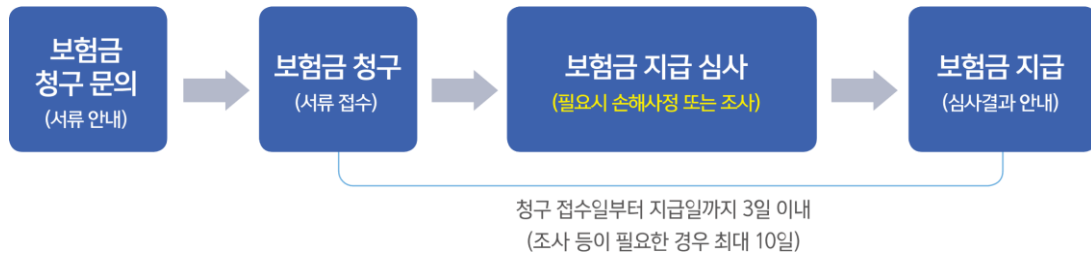 보험금
청구 문의
(서류 안내)
보험금 청구
(서류 접수)
보험금 지급 심사
(필요시 손해사정 또는 조사)
보험금 지급
(심사결과 안내)
청구 접수일부터 지급일까지 3일 이내
(조사 등이 필요한 경우 최대 10일)